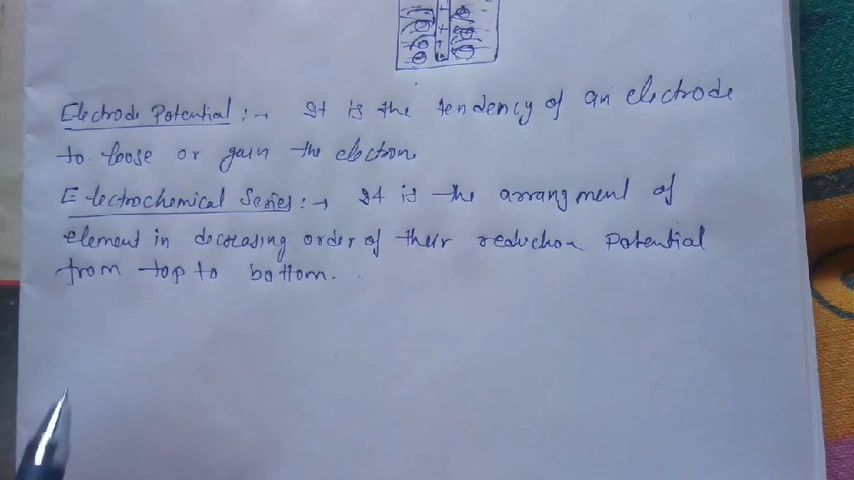 Electrode Potential :→ It is the tendency of an electrode
to loose or gain the electron.
Electrochemical Series :→ It is the arrangment of
element in decreasing order of their reduction Potential
from top to bottom.